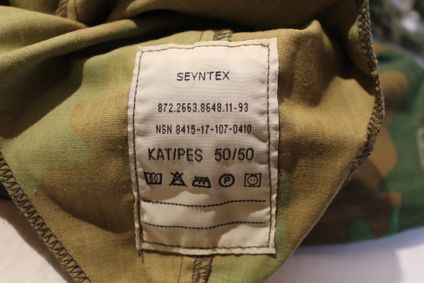 SEYNTEX
872.2663.8648.11-93
NSN 8415-17-107-0410
KAT/PES 50/50